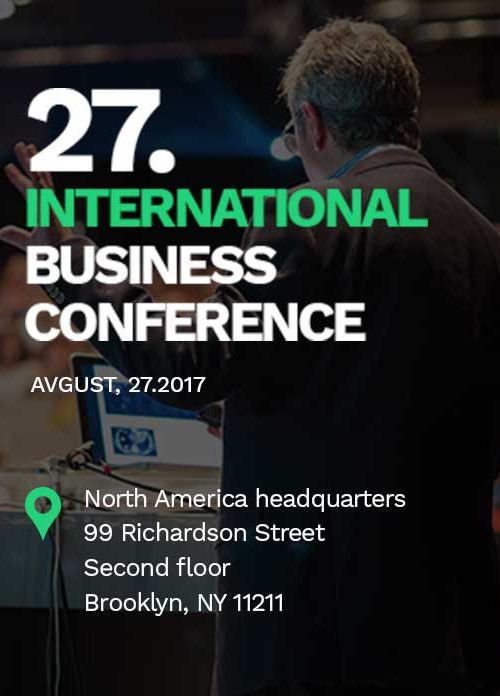 27.
INTERNATIONAL
BUSINESS
CONFERENCE
AVGUST, 27.2017
North America headquarters
99 Richardson Street
Second floor
Brooklyn, NY 11211